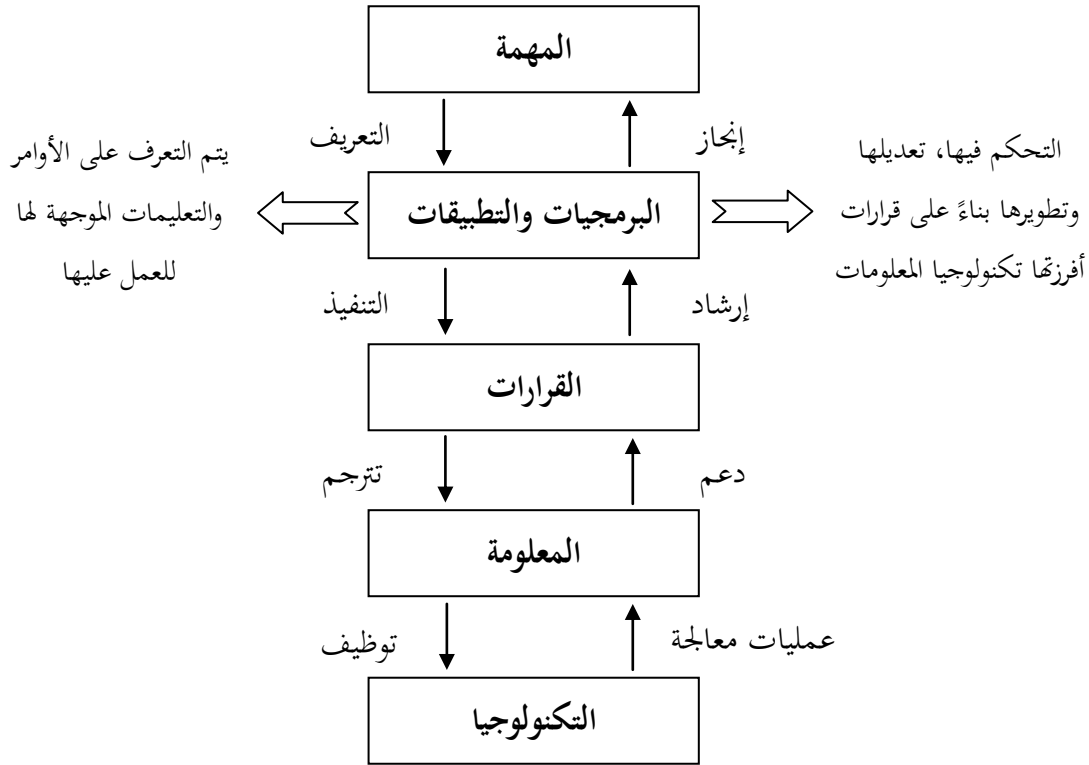 المهمة
إنجاز
التعريف
التحكم فيها، تعديلها
وتطويرها بناءً على قرارات
أفرزتها تكنولوجيا المعلومات
البرمجيات والتطبيقات
يتم التعرف على الأوامر
والتعليمات الموجهة لها
للعمل عليها
إرشاد
التنفيذ
القرارات
دعم
تترجم
المعلومة
عمليات معالجة
توظيف
التكنولوجيا